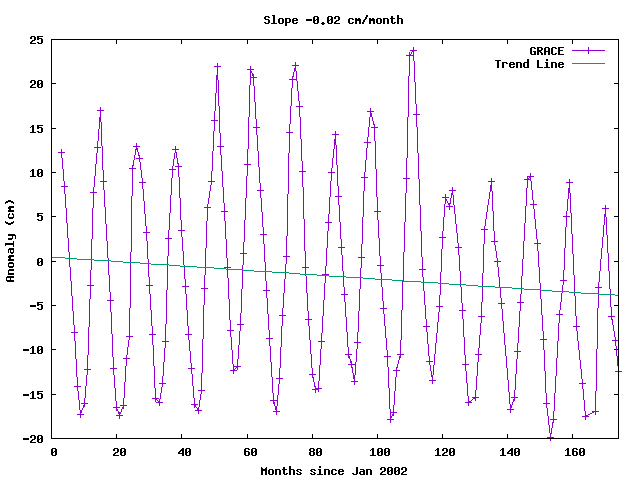 Slope -0.02 cm/month
GRACE
Trend Line
25
20
15
10
5
0
-5
-10
-15
-20
Anomaly (cm)
0 20 40 60 80 100 120 140 160
Months since Jan 2002